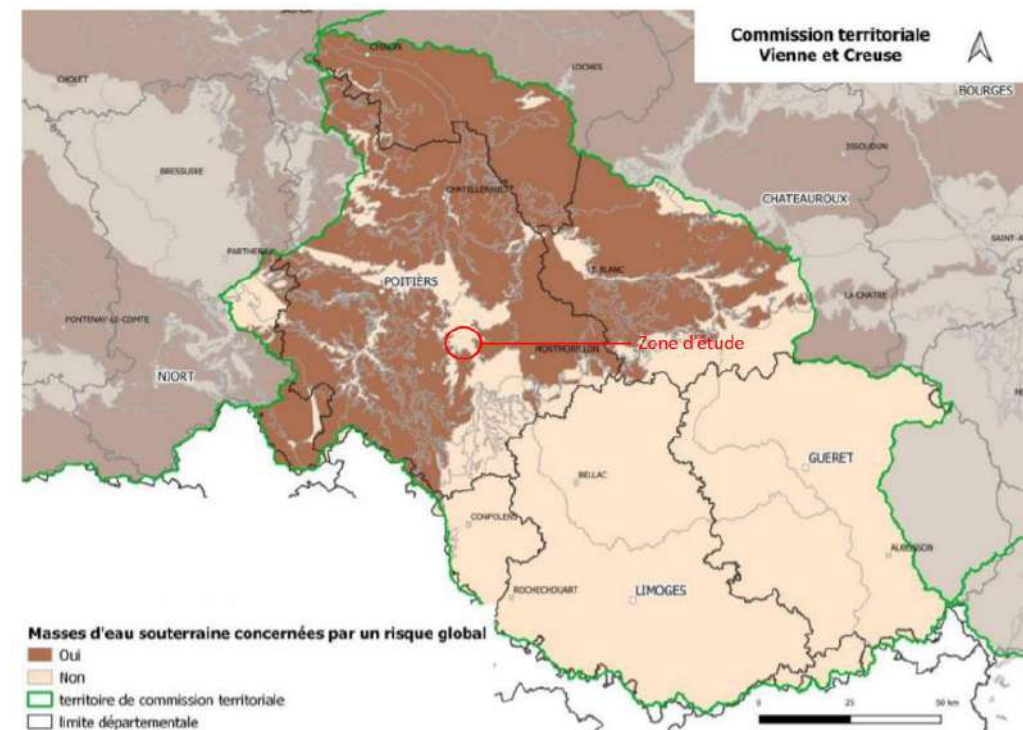 Commission territoriale
Vienne et Creuse
CHINON
LOCHES
CHOLET
BOURGES
ISSOUDUN
BRESSUIRE
CHATELLERAULT
CHATEAUROUX
PARTHENAY
POITIERS
LE BLANC
LA CHATRE
FONTENAY-LE-COMTE
Zone d'étude
MONTMORILLON
NIORT
GUERET
BELLAC
CONFOLENS
AUBUSSON
ROCHECHOUART
LIMOGES
Masses d'eau souterraine concernées par un risque global
Oui
Non
territoire de commission territoriale
limite départementale
0 25 50 km